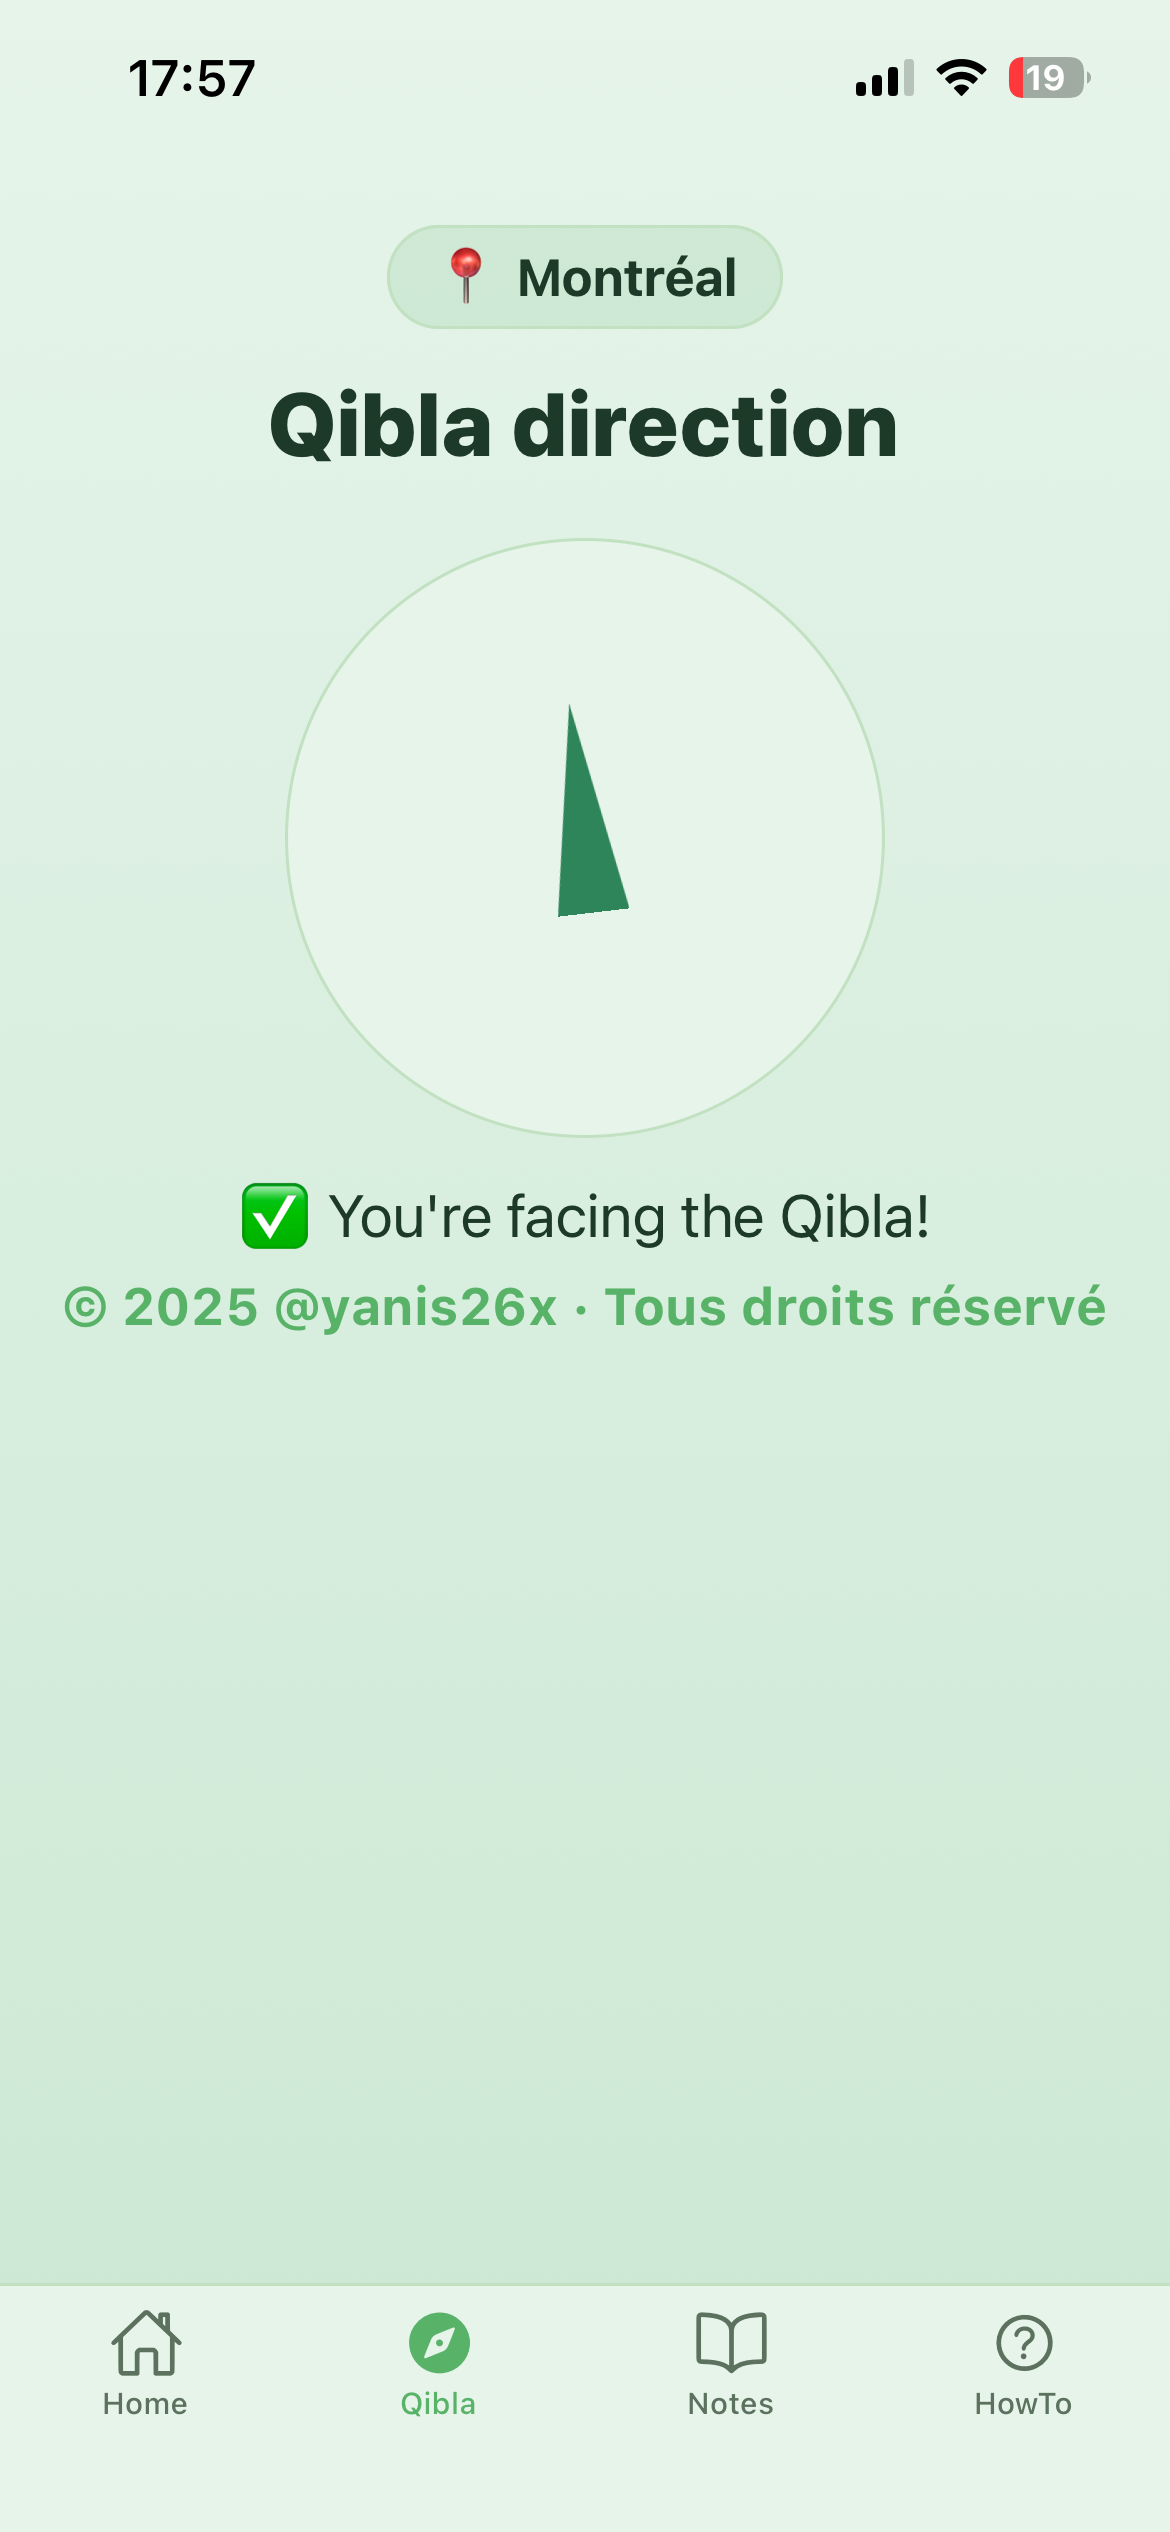 17:57
19
Montréal
Qibla direction
You're facing the Qibla!
© 2025 @yanis26x · Tous droits réservé
Home
Qibla
Notes
HowTo